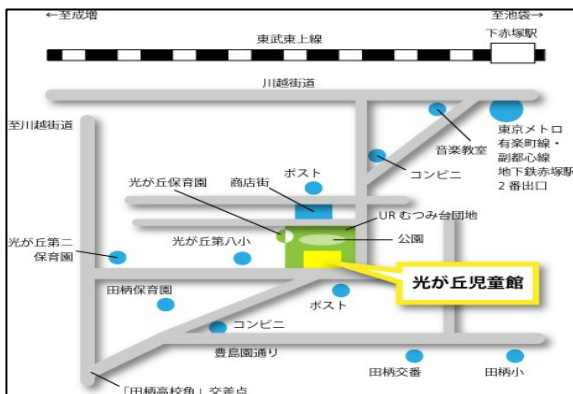 ←至成増
至池袋→
東武東上線
下赤塚駅
川越街道
至川越街道
音楽教室
東京メトロ
有楽町線・
副都心線
地下鉄赤塚駅
2番出口
コンビニ
ポスト
光が丘保育園
商店街
URむつみ台団地
光が丘第二
保育園
光が丘第八小
公園
光が丘児童館
田柄保育園
ポスト
コンビニ
豊島園通り
田柄交番
田柄小
「田柄高校角」交差点